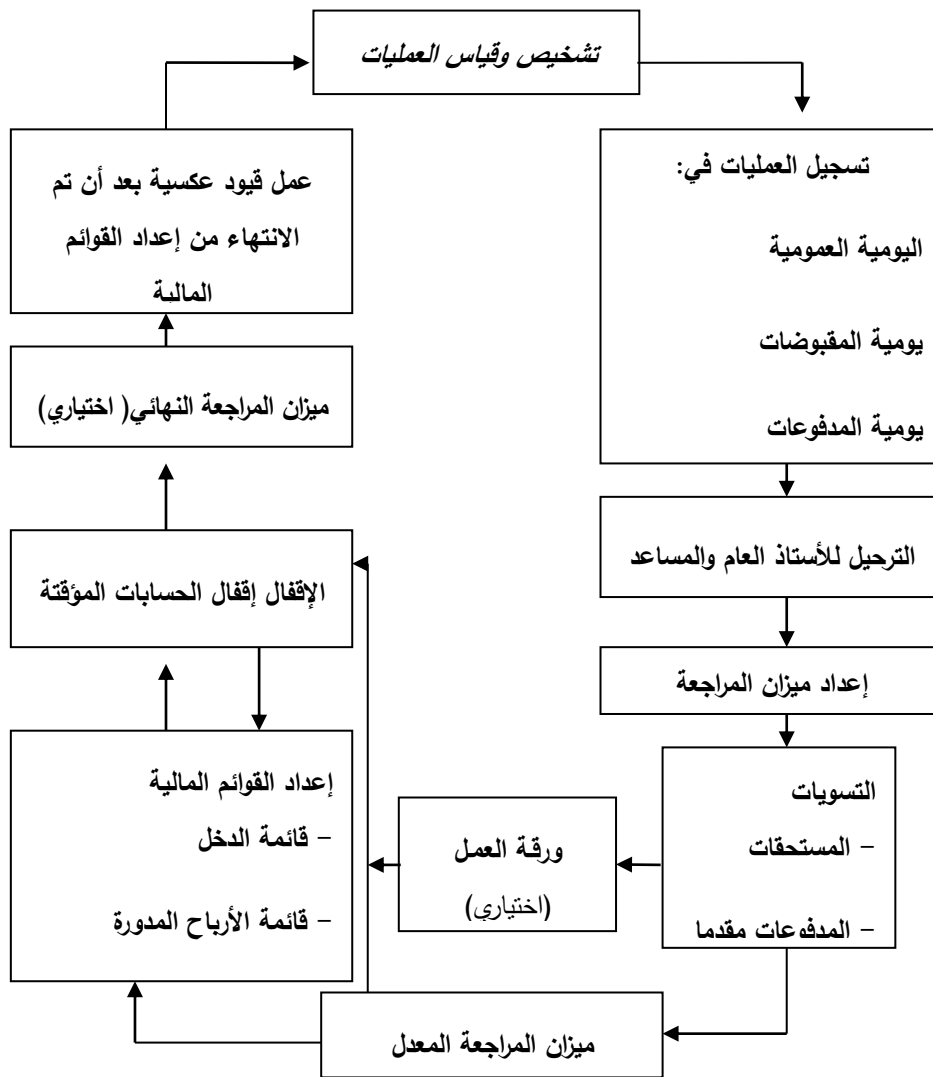 تشخيص وقياس العمليات
تسجيل العمليات في:
اليومية العمومية
يومية المقبوضات
يومية المدفوعات
الترحيل للأستاذ العام والمساعد
إعداد ميزان المراجعة
التسويات
– المستحقات
– المدفوعات مقدما
ورقة العمل
(اختياري)
ميزان المراجعة المعدل
إعداد القوائم المالية
– قائمة الدخل
– قائمة الأرباح المدورة
الإقفال إقفال الحسابات المؤقتة
ميزان المراجعة النهائي( اختياري)
عمل قيود عكسية بعد أن تم
الانتهاء من إعداد القوائم
المالية